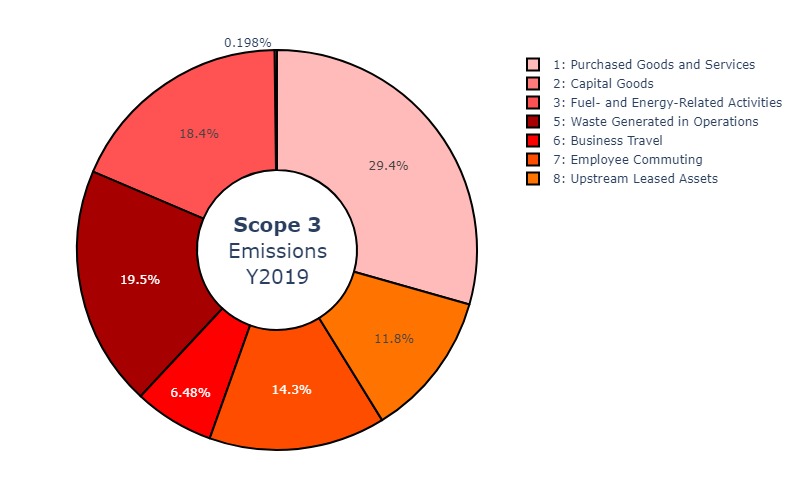 0.198%
18.4%
29.4%
19.5%
11.8%
6.48%
14.3%
Scope 3
Emissions
Y2019
1: Purchased Goods and Services
2: Capital Goods
3: Fuel- and Energy-Related Activities
5: Waste Generated in Operations
6: Business Travel
7: Employee Commuting
8: Upstream Leased Assets